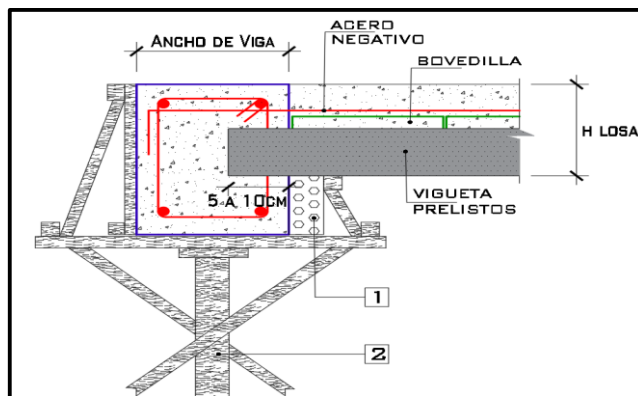 ACERO
NEGATIVO
ANCHO DE VIGA
BOVEDILLA
H LOSA
5 A 10CM
VIGUETA
PRELISTOS
1
2